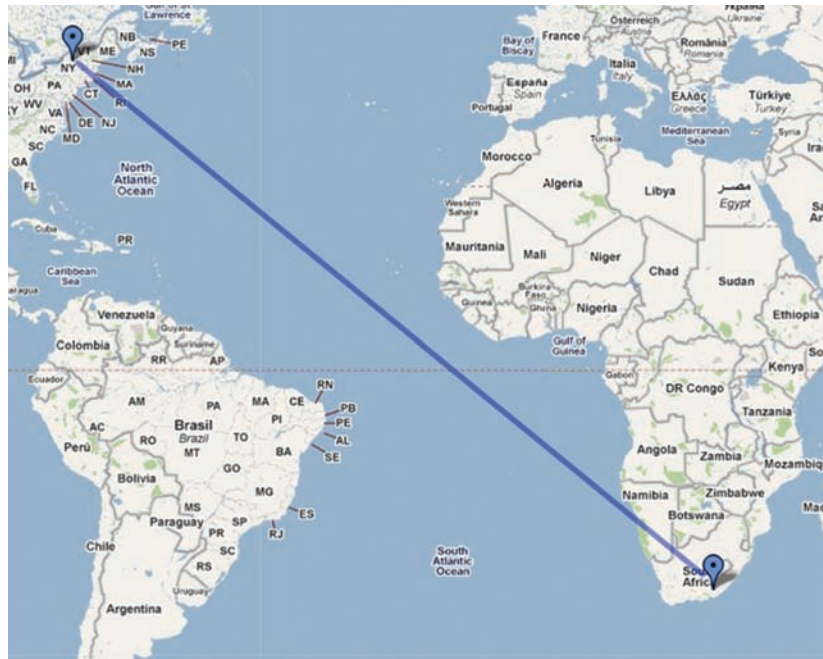 Gulf of St
Lawrence
NB
PE
VT
ME
NS
NY
NH
MA
OH
PA
CT
RI
WV
VA
DE
NJ
KY
NC
MD
SC
GA
FL
North
Atlantic
Ocean
Cuba
PR
Caribbean
Sea
Venezuela
Guyana
Suriname
Colombia
RR
AP
Ecuador
AM
PA
MA
CE
RN
PB
PE
AL
SE
PI
AC
RO
Brasil
Brazil
TO
BA
MT
GO
Perú
Bolivia
MG
MS
ES
SP
RJ
Paraguay
PR
SC
RS
Chile
Uruguay
Argentina
South
Atlantic
Ocean
France
Österreich
Austria
Україна
Ukraine
Bay of
Biscay
România
Romania
Italia
Italy
España
Spain
Portugal
Ελλάς
Greece
Türkiye
Turkey
Tunisia
Mediterranean
Sea
Syria
Morocco
Algeria
Libya
مصر
Egypt
Western
Sahara
Mauritania
Mali
Niger
Chad
Sudan
Burkina
Faso
Guinea
Ghana
Nigeria
Ethiopia
Gulf of
Guinea
Gabon
Kenya
DR Congo
Tanzania
Angola
Zambia
Mozambiq
Namibia
Zimbabwe
Botswana
South
Africa